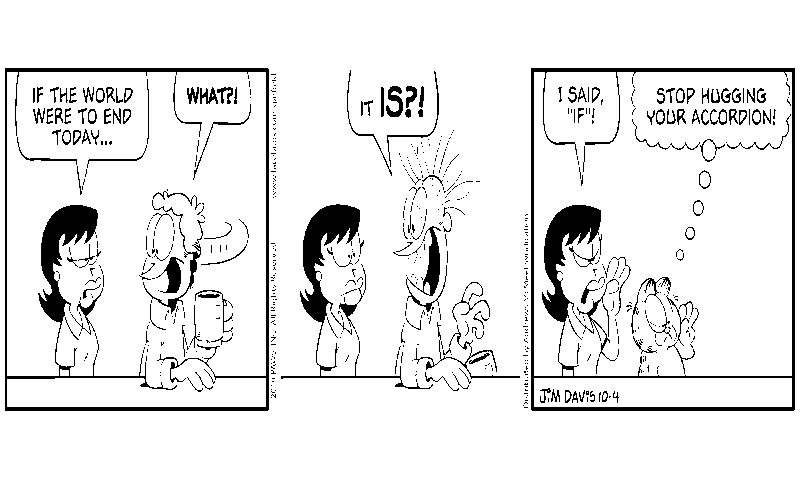 IF THE WORLD
WERE TO END
TODAY...
WHAT?!
IT IS?!
I SAID,
"IF"!
STOP HUGGING
YOUR ACCORDION!
JIM DAVIS 10-4